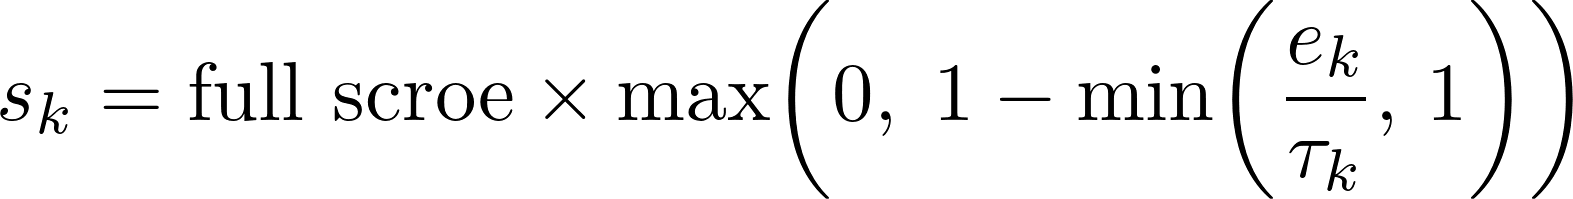 s_k = full scroe × max(0, 1 − min(e_k/τ_k, 1))